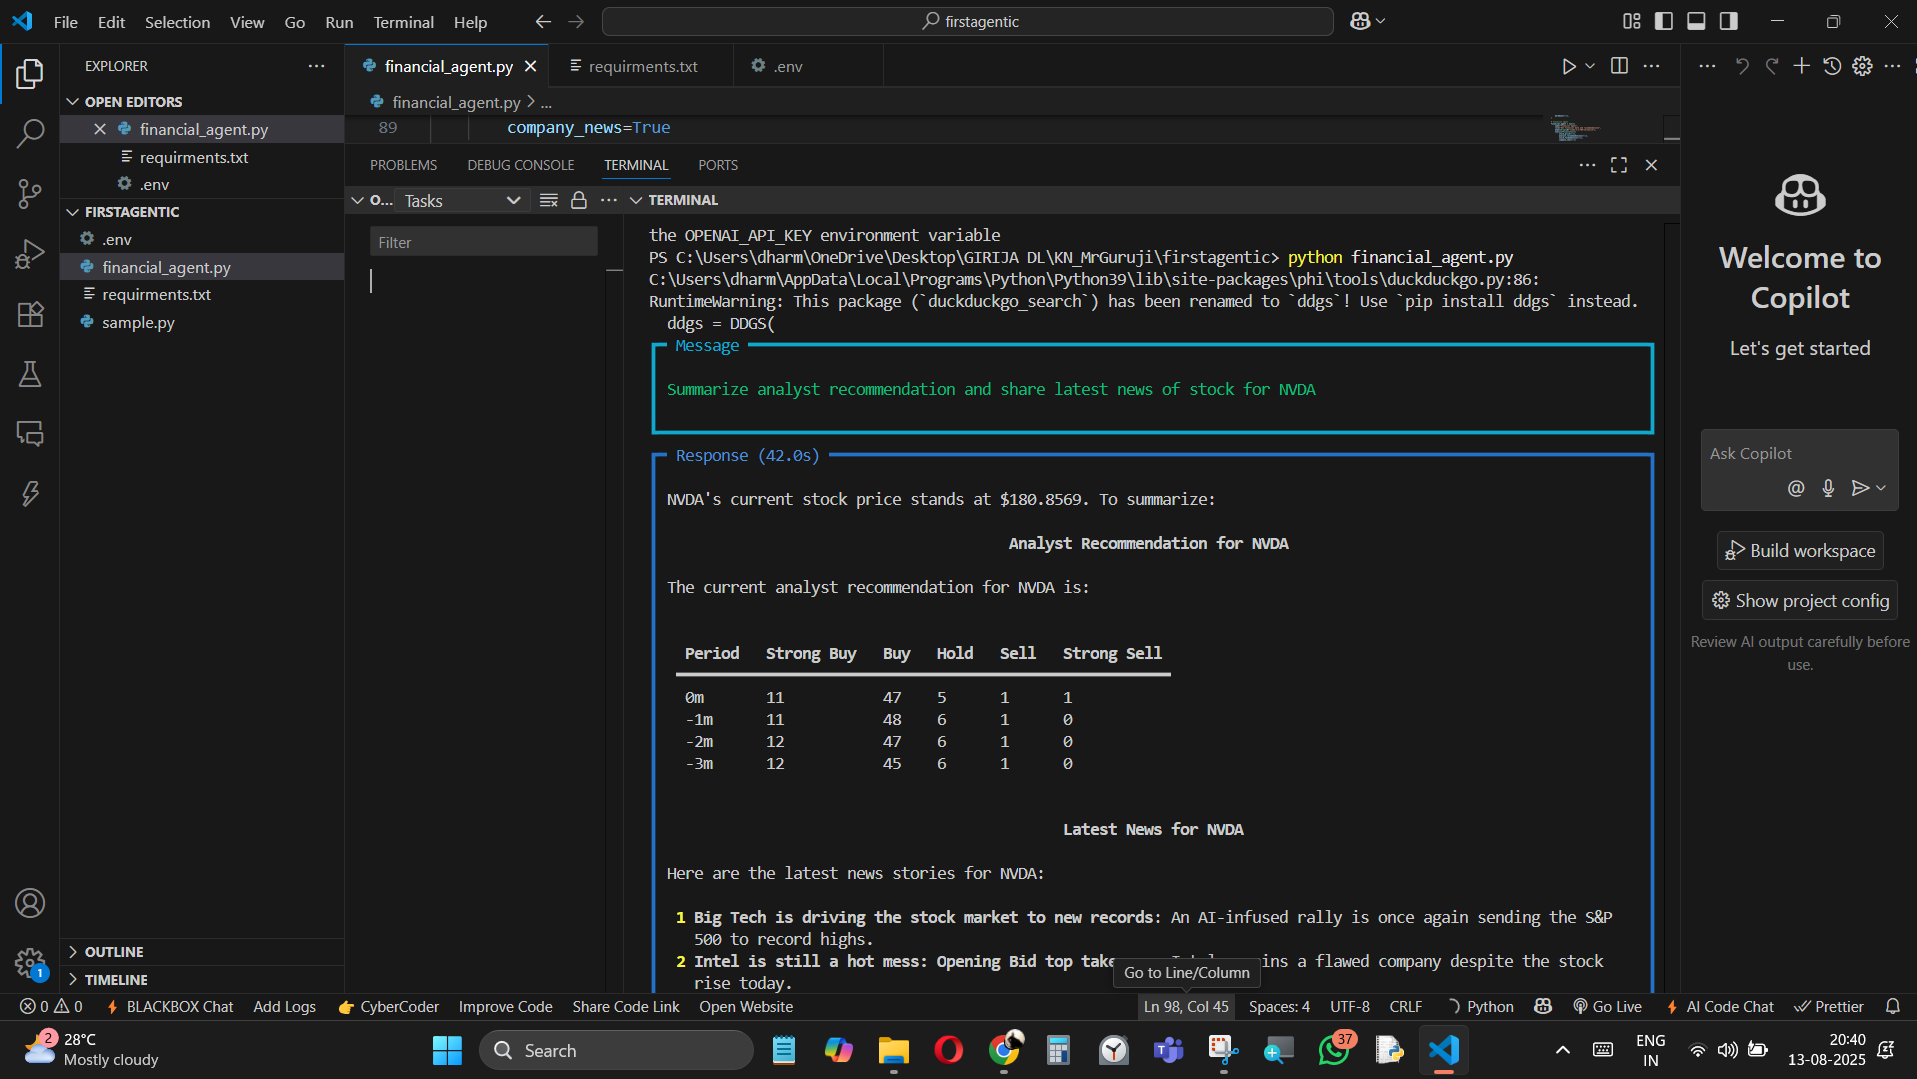 File Edit Selection View Go Run Terminal Help
firstagentic
EXPLORER
OPEN EDITORS
financial_agent.py
requirments.txt
.env
FIRSTAGENTIC
.env
financial_agent.py
requirments.txt
sample.py
OUTLINE
TIMELINE
financial_agent.py
requirments.txt
.env
financial_agent.py > ...
89 company_news=True
PROBLEMS DEBUG CONSOLE TERMINAL PORTS
O... Tasks
Filter
TERMINAL
the OPENAI_API_KEY environment variable
PS C:\Users\dharm\OneDrive\Desktop\GIRIJA DL\KN_MrGuruji\firstagentic> python financial_agent.py
C:\Users\dharm\AppData\Local\Programs\Python\Python39\lib\site-packages\phi\tools\duckduckgo.py:86:
RuntimeWarning: This package (`duckduckgo_search`) has been renamed to `ddgs`! Use `pip install ddgs` instead.
ddgs = DDGS(
Message
Summarize analyst recommendation and share latest news of stock for NVDA
Response (42.0s)
NVDA's current stock price stands at $180.8569. To summarize:
Analyst Recommendation for NVDA
The current analyst recommendation for NVDA is:
Period Strong Buy Buy Hold Sell Strong Sell
0m 11 47 5 1 1
-1m 11 48 6 1 0
-2m 12 47 6 1 0
-3m 12 45 6 1 0
Latest News for NVDA
Here are the latest news stories for NVDA:
1 Big Tech is driving the stock market to new records: An AI-infused rally is once again sending the S&P
500 to record highs.
2 Intel is still a hot mess: Opening Bid top take a flawed company despite the stock
rise today.
Go to Line/Column
Welcome to
Copilot
Let's get started
Ask Copilot
Build workspace
Show project config
Review AI output carefully before
use.
1
0 0 BLACKBOX Chat Add Logs CyberCoder Improve Code Share Code Link Open Website
Ln 98, Col 45 Spaces: 4 UTF-8 CRLF Python Go Live AI Code Chat Prettier
2
28°C
Mostly cloudy
Search
37
ENG
IN
20:40
13-08-2025